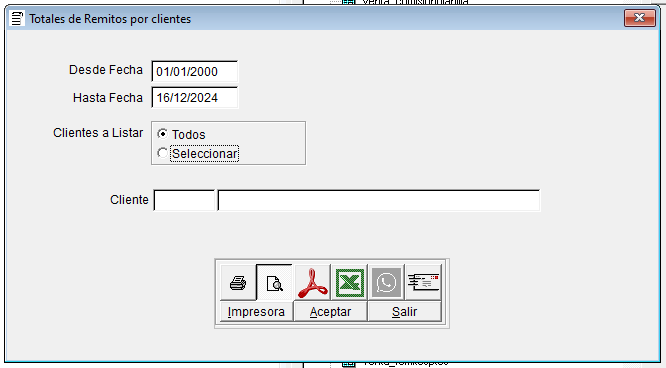 Totales de Remitos por clientes
Desde Fecha 01/01/2000
Hasta Fecha 16/12/2024
Clientes a Listar Todos
Seleccionar
Cliente
Impresora Aceptar Salir